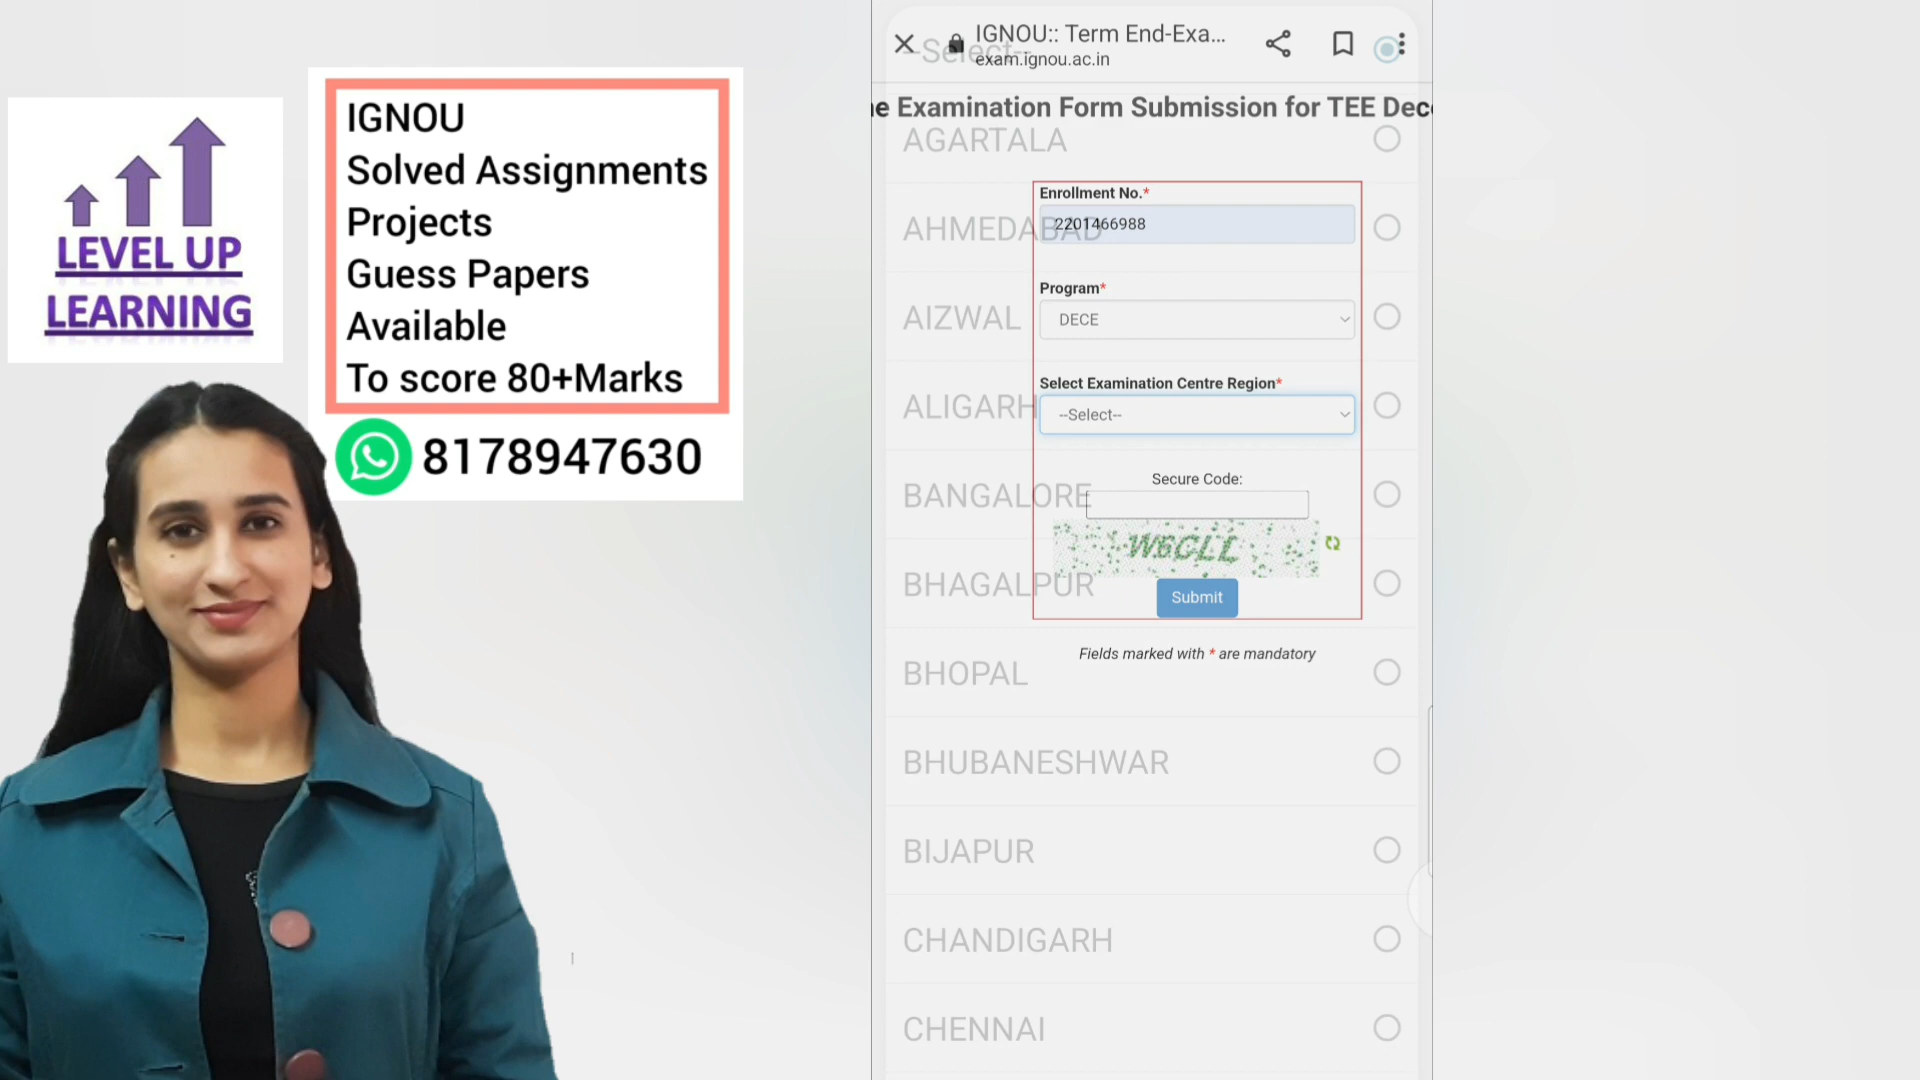 LEVEL UP
LEARNING
IGNOU
Solved Assignments
Projects
Guess Papers
Available
To score 80+Marks
8178947630
IGNOU:: Term End-Exa...
exam.ignou.ac.in
--Select--
e Examination Form Submission for TEE Dec
AGARTALA
Enrollment No.*
2201466988
AHMEDABAD
Program*
DECE
AIZWAL
Select Examination Centre Region*
--Select--
ALIGARH
Secure Code:
BANGALORE
W6CLL
BHAGALPUR
Submit
Fields marked with * are mandatory
BHOPAL
BHUBANESHWAR
BIJAPUR
CHANDIGARH
CHENNAI